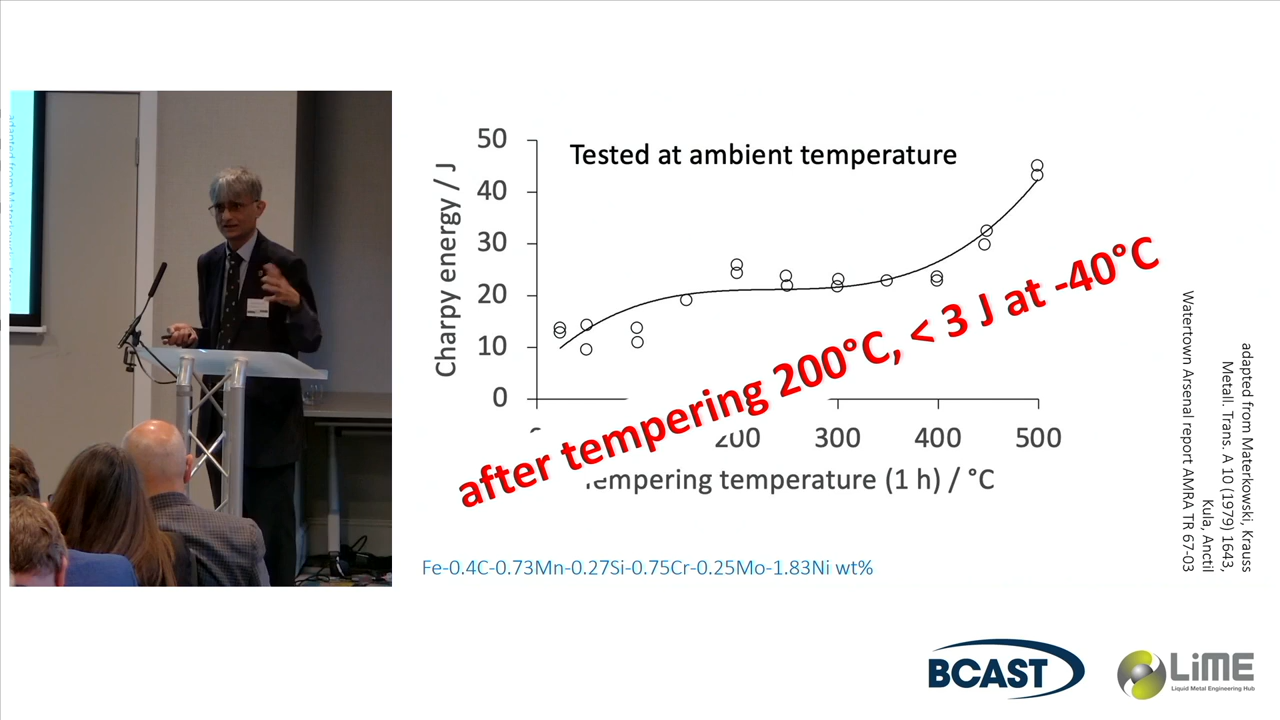 Tested at ambient temperature
Charpy energy / J
50
40
30
20
10
0
200
300
400
500
Tempering temperature (1 h) / °C
after tempering 200°C, < 3 J at -40°C
Fe-0.4C-0.73Mn-0.27Si-0.75Cr-0.25Mo-1.83Ni wt%
adapted from Materkowski, Krauss
Metall. Trans. A 10 (1979) 1643,
Kula, Anctil
Watertown Arsenal report AMRA TR 67-03
BCAST
LiME
Liquid Metal Engineering Hub